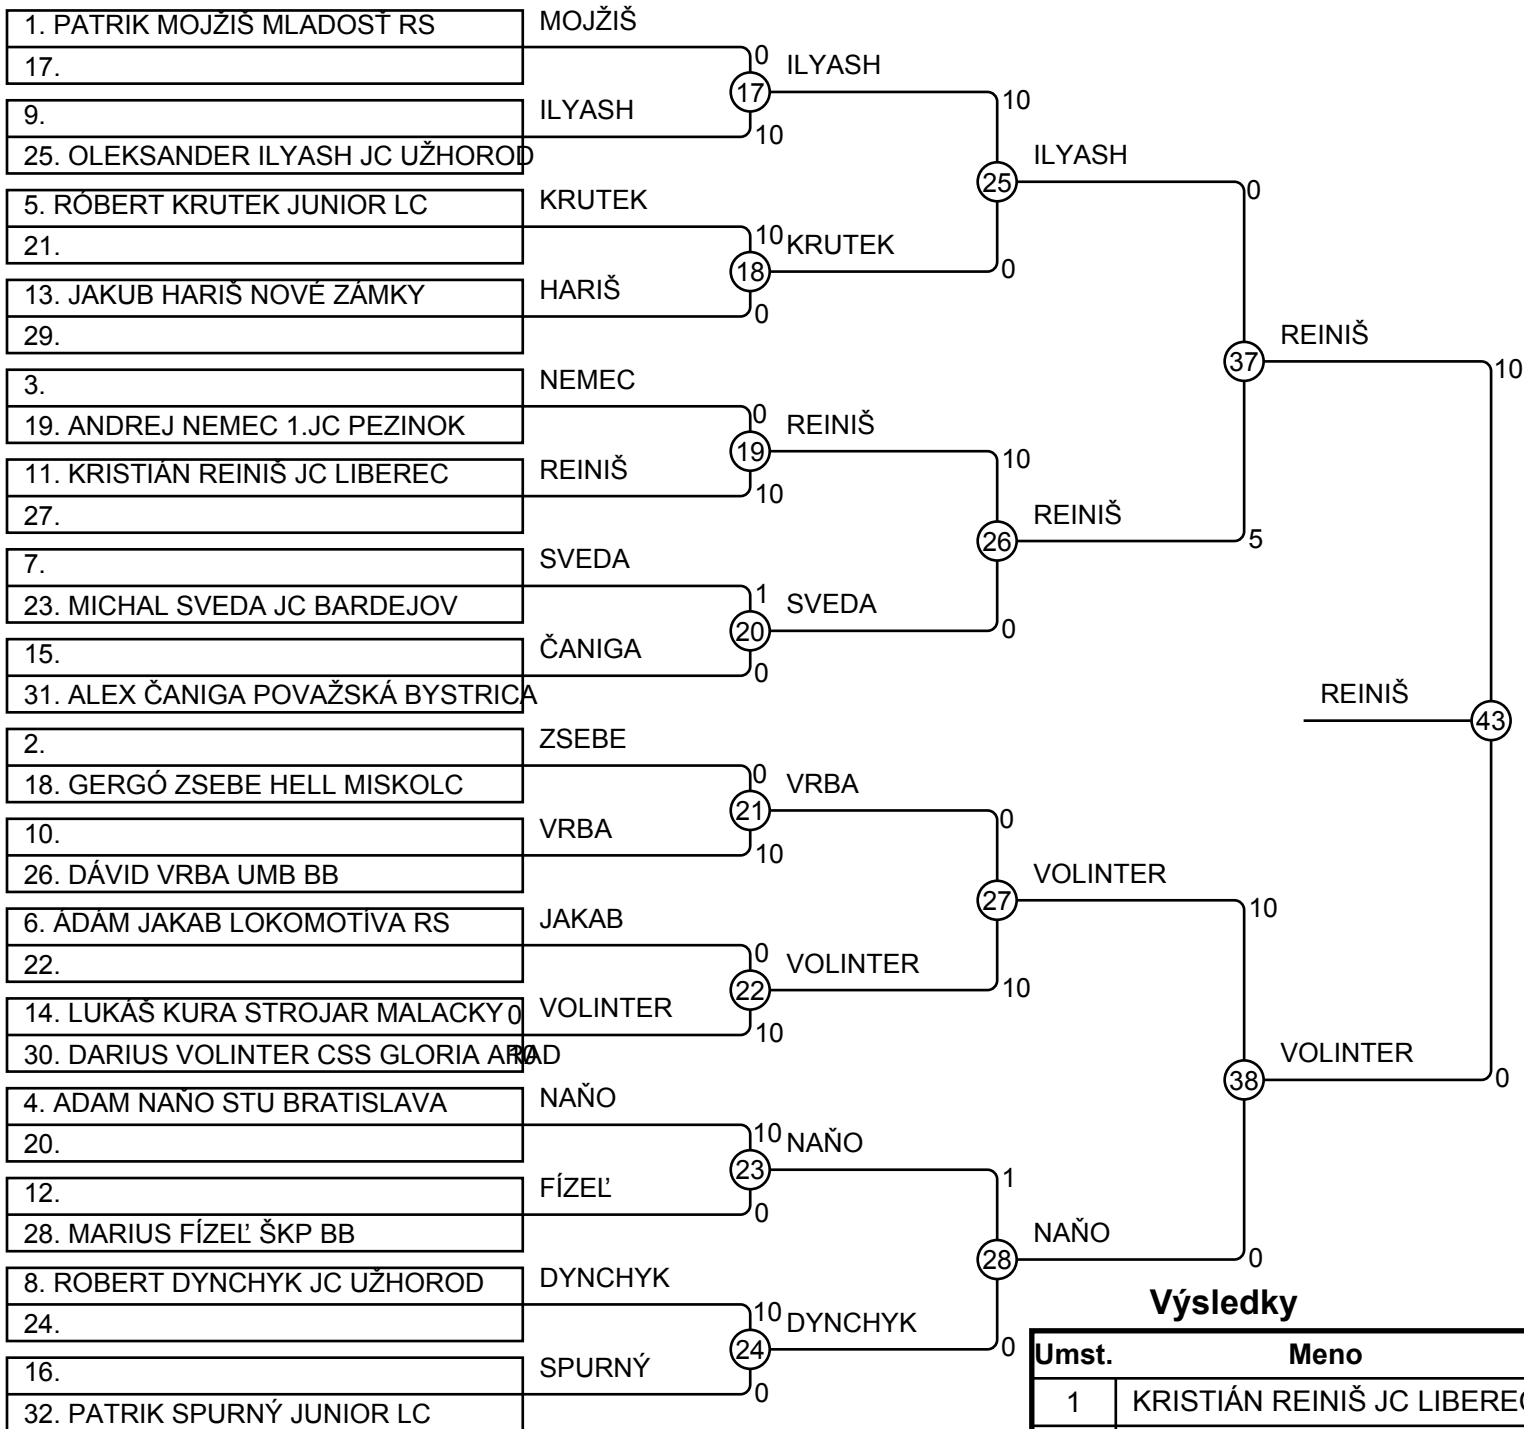 1. PATRIK MOJŽIŠ MLADOSŤ RS
17.
9.
25. OLEKSANDER ILYASH JC UŽHOROD
5. RÓBERT KRUTEK JUNIOR LC
21.
13. JAKUB HARIŠ NOVÉ ZÁMKY
29.
3.
19. ANDREJ NEMEC 1.JC PEZINOK
11. KRISTIÁN REINIŠ JC LIBEREC
27.
7.
23. MICHAL SVEDA JC BARDEJOV
15.
31. ALEX ČANIGA POVAŽSKÁ BYSTRICA
2.
18. GERGÓ ZSEBE HELL MISKOLC
10.
26. DÁVID VRBA UMB BB
6. ÁDÁM JAKAB LOKOMOTÍVA RS
22.
14. LUKÁŠ KURA STROJAR MALACKY 0
30. DARIUS VOLINTER CSS GLORIA ARAD 10
4. ADAM NAŇO STU BRATISLAVA
20.
12.
28. MARIUS FÍZEĽ ŠKP BB
8. ROBERT DYNCHYK JC UŽHOROD
24.
16.
32. PATRIK SPURNÝ JUNIOR LC
MOJŽIŠ
0
17
ILYASH
10
KRUTEK
10
18
HARIŠ
0
NEMEC
0
19
REINIŠ
10
SVEDA
1
20
ČANIGA
0
ZSEBE
0
21
VRBA
10
JAKAB
0
22
VOLINTER
10
NAŇO
10
23
FÍZEĽ
0
DYNCHYK
10
24
SPURNÝ
0
ILYASH
10
25
KRUTEK
0
REINIŠ
10
26
SVEDA
0
VRBA
0
27
VOLINTER
10
NAŇO
1
28
DYNCHYK
0
ILYASH
0
37
REINIŠ
5
VOLINTER
10
38
NAŇO
0
REINIŠ
10
REINIŠ
43
VOLINTER
0
Výsledky
Umst. Meno
1 KRISTIÁN REINIŠ JC LIBEREC